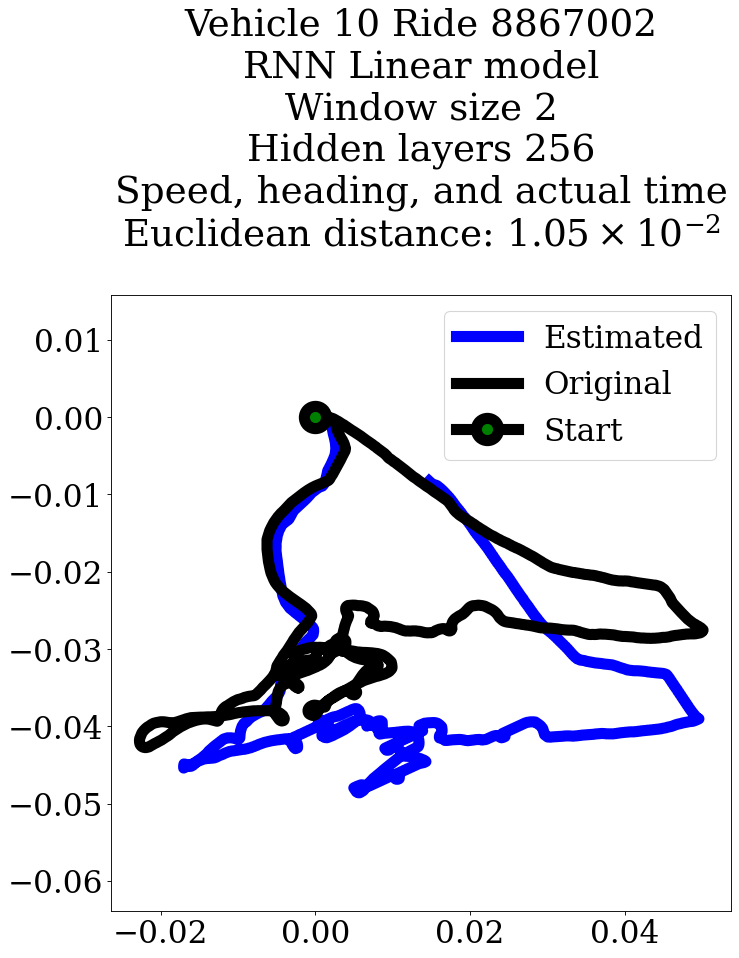 Vehicle 10 Ride 8867002
RNN Linear model
Window size 2
Hidden layers 256
Speed, heading, and actual time
Euclidean distance: 1.05 × 10⁻²
Estimated
Original
Start
0.01
0.00
−0.01
−0.02
−0.03
−0.04
−0.05
−0.06
−0.02 0.00 0.02 0.04